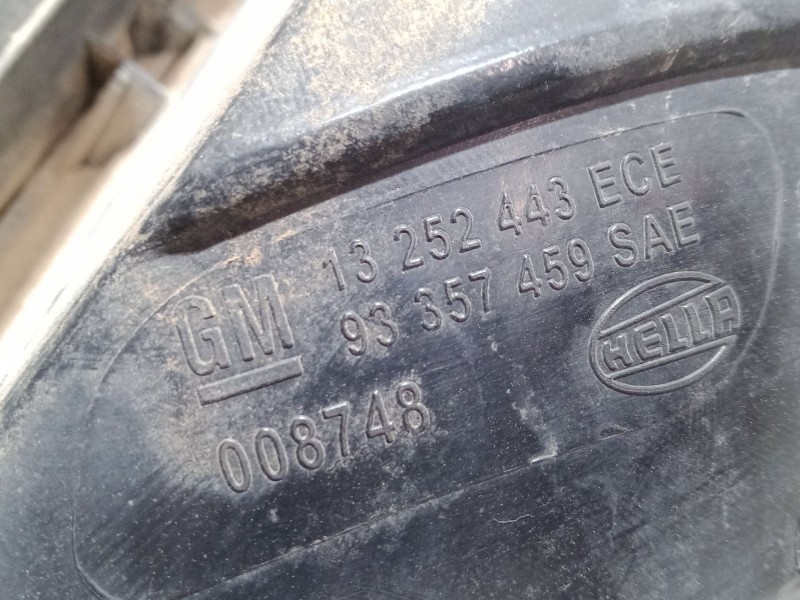 13 252 443 ECE
GM 93 357 459 SAE
HELLA
008748